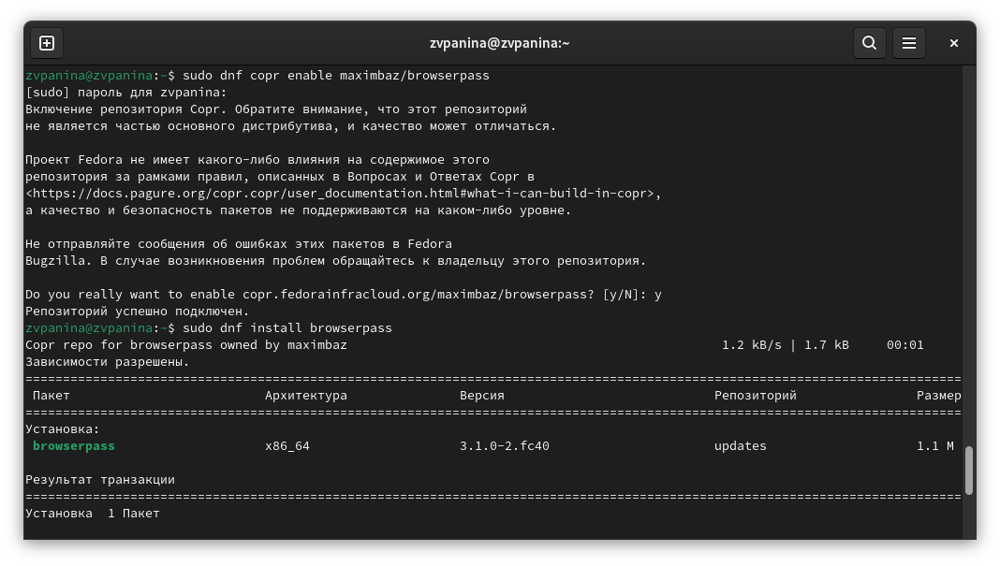 zvpanina@zvpanina:~
zvpanina@zvpanina:~$ sudo dnf copr enable maximbaz/browserpass
[sudo] пароль для zvpanina:
Включение репозитория Copr. Обратите внимание, что этот репозиторий
не является частью основного дистрибутива, и качество может отличаться.
Проект Fedora не имеет какого-либо влияния на содержимое этого
репозитория за рамками правил, описанных в Вопросах и Ответах Copr в
<https://docs.pagure.org/copr.copr/user_documentation.html#what-i-can-build-in-copr>,
а качество и безопасность пакетов не поддерживаются на каком-либо уровне.
Не отправляйте сообщения об ошибках этих пакетов в Fedora
Bugzilla. В случае возникновения проблем обращайтесь к владельцу этого репозитория.
Do you really want to enable copr.fedorainfracloud.org/maximbaz/browserpass? [y/N]: y
Репозиторий успешно подключен.
zvpanina@zvpanina:~$ sudo dnf install browserpass
Copr repo for browserpass owned by maximbaz 1.2 kB/s | 1.7 kB 00:01
Зависимости разрешены.
Пакет Архитектура Версия Репозиторий Размер
Установка:
browserpass x86_64 3.1.0-2.fc40 updates 1.1 M
Результат транзакции
Установка 1 Пакет